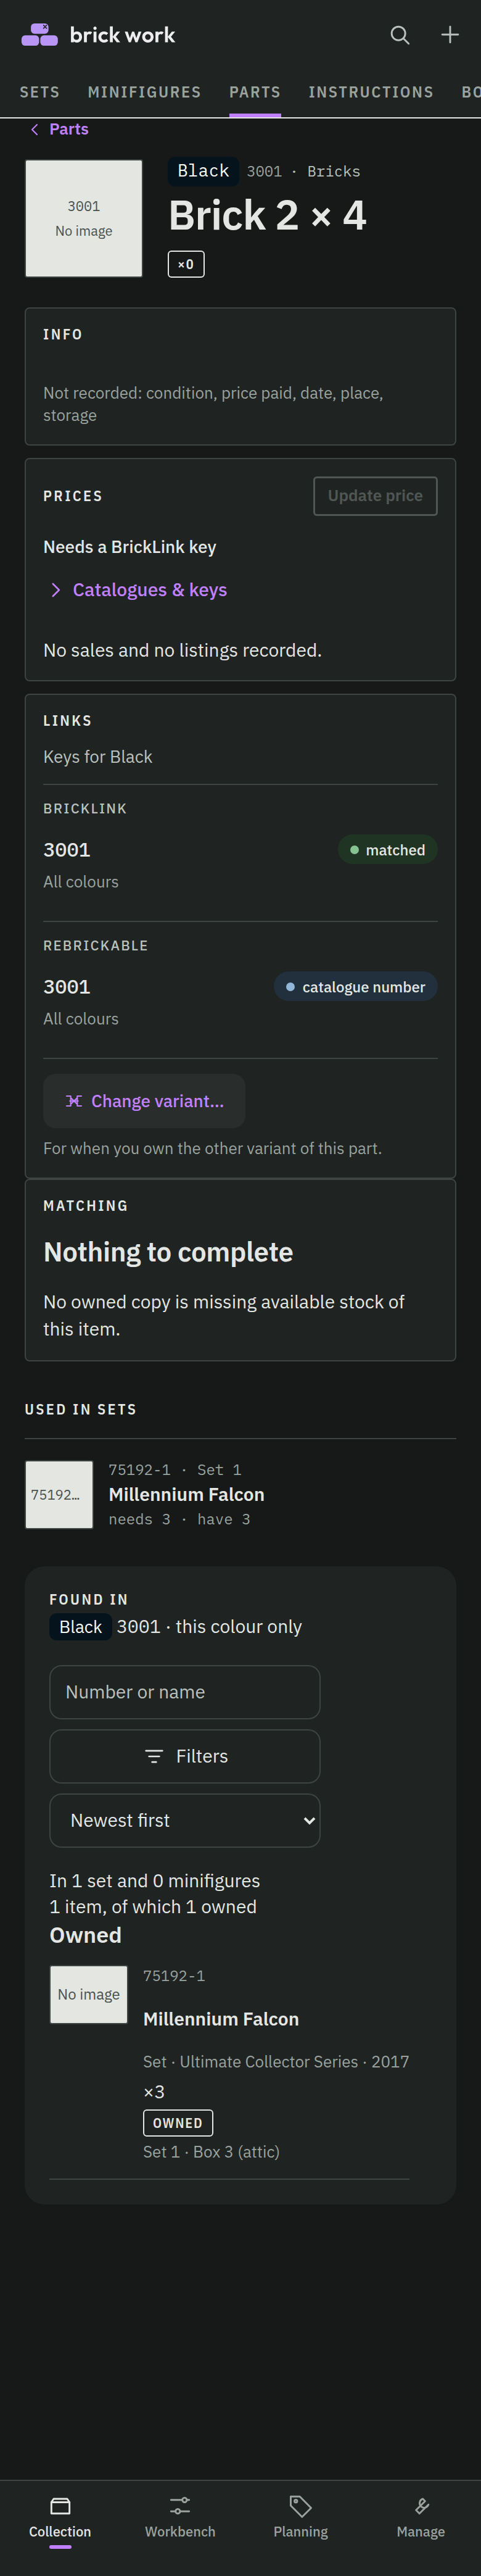 brick work
SETS MINIFIGURES PARTS INSTRUCTIONS BO
Parts
3001
No image
Black 3001 · Bricks
Brick 2 × 4
×0
INFO
Not recorded: condition, price paid, date, place,
storage
PRICES
Update price
Needs a BrickLink key
Catalogues & keys
No sales and no listings recorded.
LINKS
Keys for Black
BRICKLINK
3001
matched
All colours
REBRICKABLE
3001
catalogue number
All colours
Change variant...
For when you own the other variant of this part.
MATCHING
Nothing to complete
No owned copy is missing available stock of
this item.
USED IN SETS
75192…
75192-1 · Set 1
Millennium Falcon
needs 3 · have 3
FOUND IN
Black 3001 · this colour only
Number or name
Filters
Newest first
In 1 set and 0 minifigures
1 item, of which 1 owned
Owned
No image
75192-1
Millennium Falcon
Set · Ultimate Collector Series · 2017
×3
OWNED
Set 1 · Box 3 (attic)
Collection Workbench Planning Manage